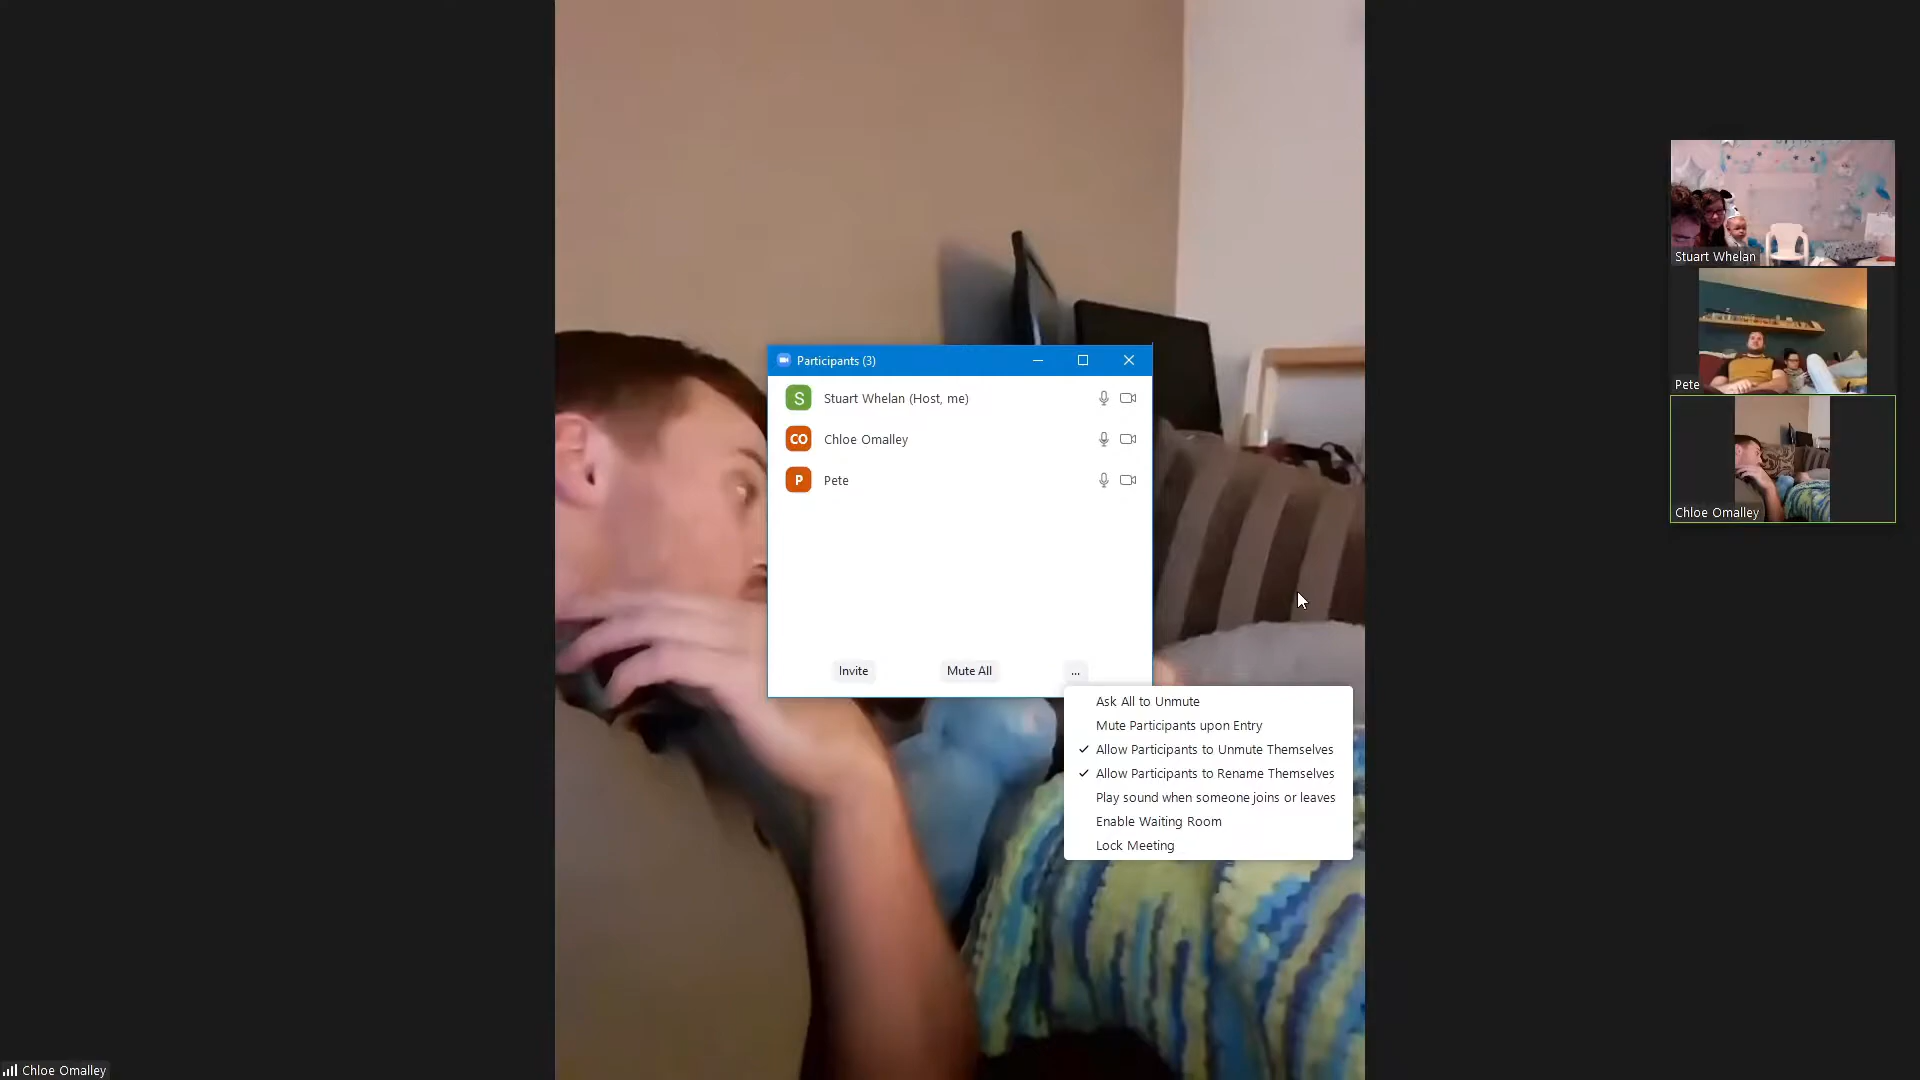 Participants (3)
S Stuart Whelan (Host, me)
CO Chloe Omalley
P Pete
Invite Mute All ...
Ask All to Unmute
Mute Participants upon Entry
Allow Participants to Unmute Themselves
Allow Participants to Rename Themselves
Play sound when someone joins or leaves
Enable Waiting Room
Lock Meeting
Stuart Whelan
Pete
Chloe Omalley
Chloe Omalley